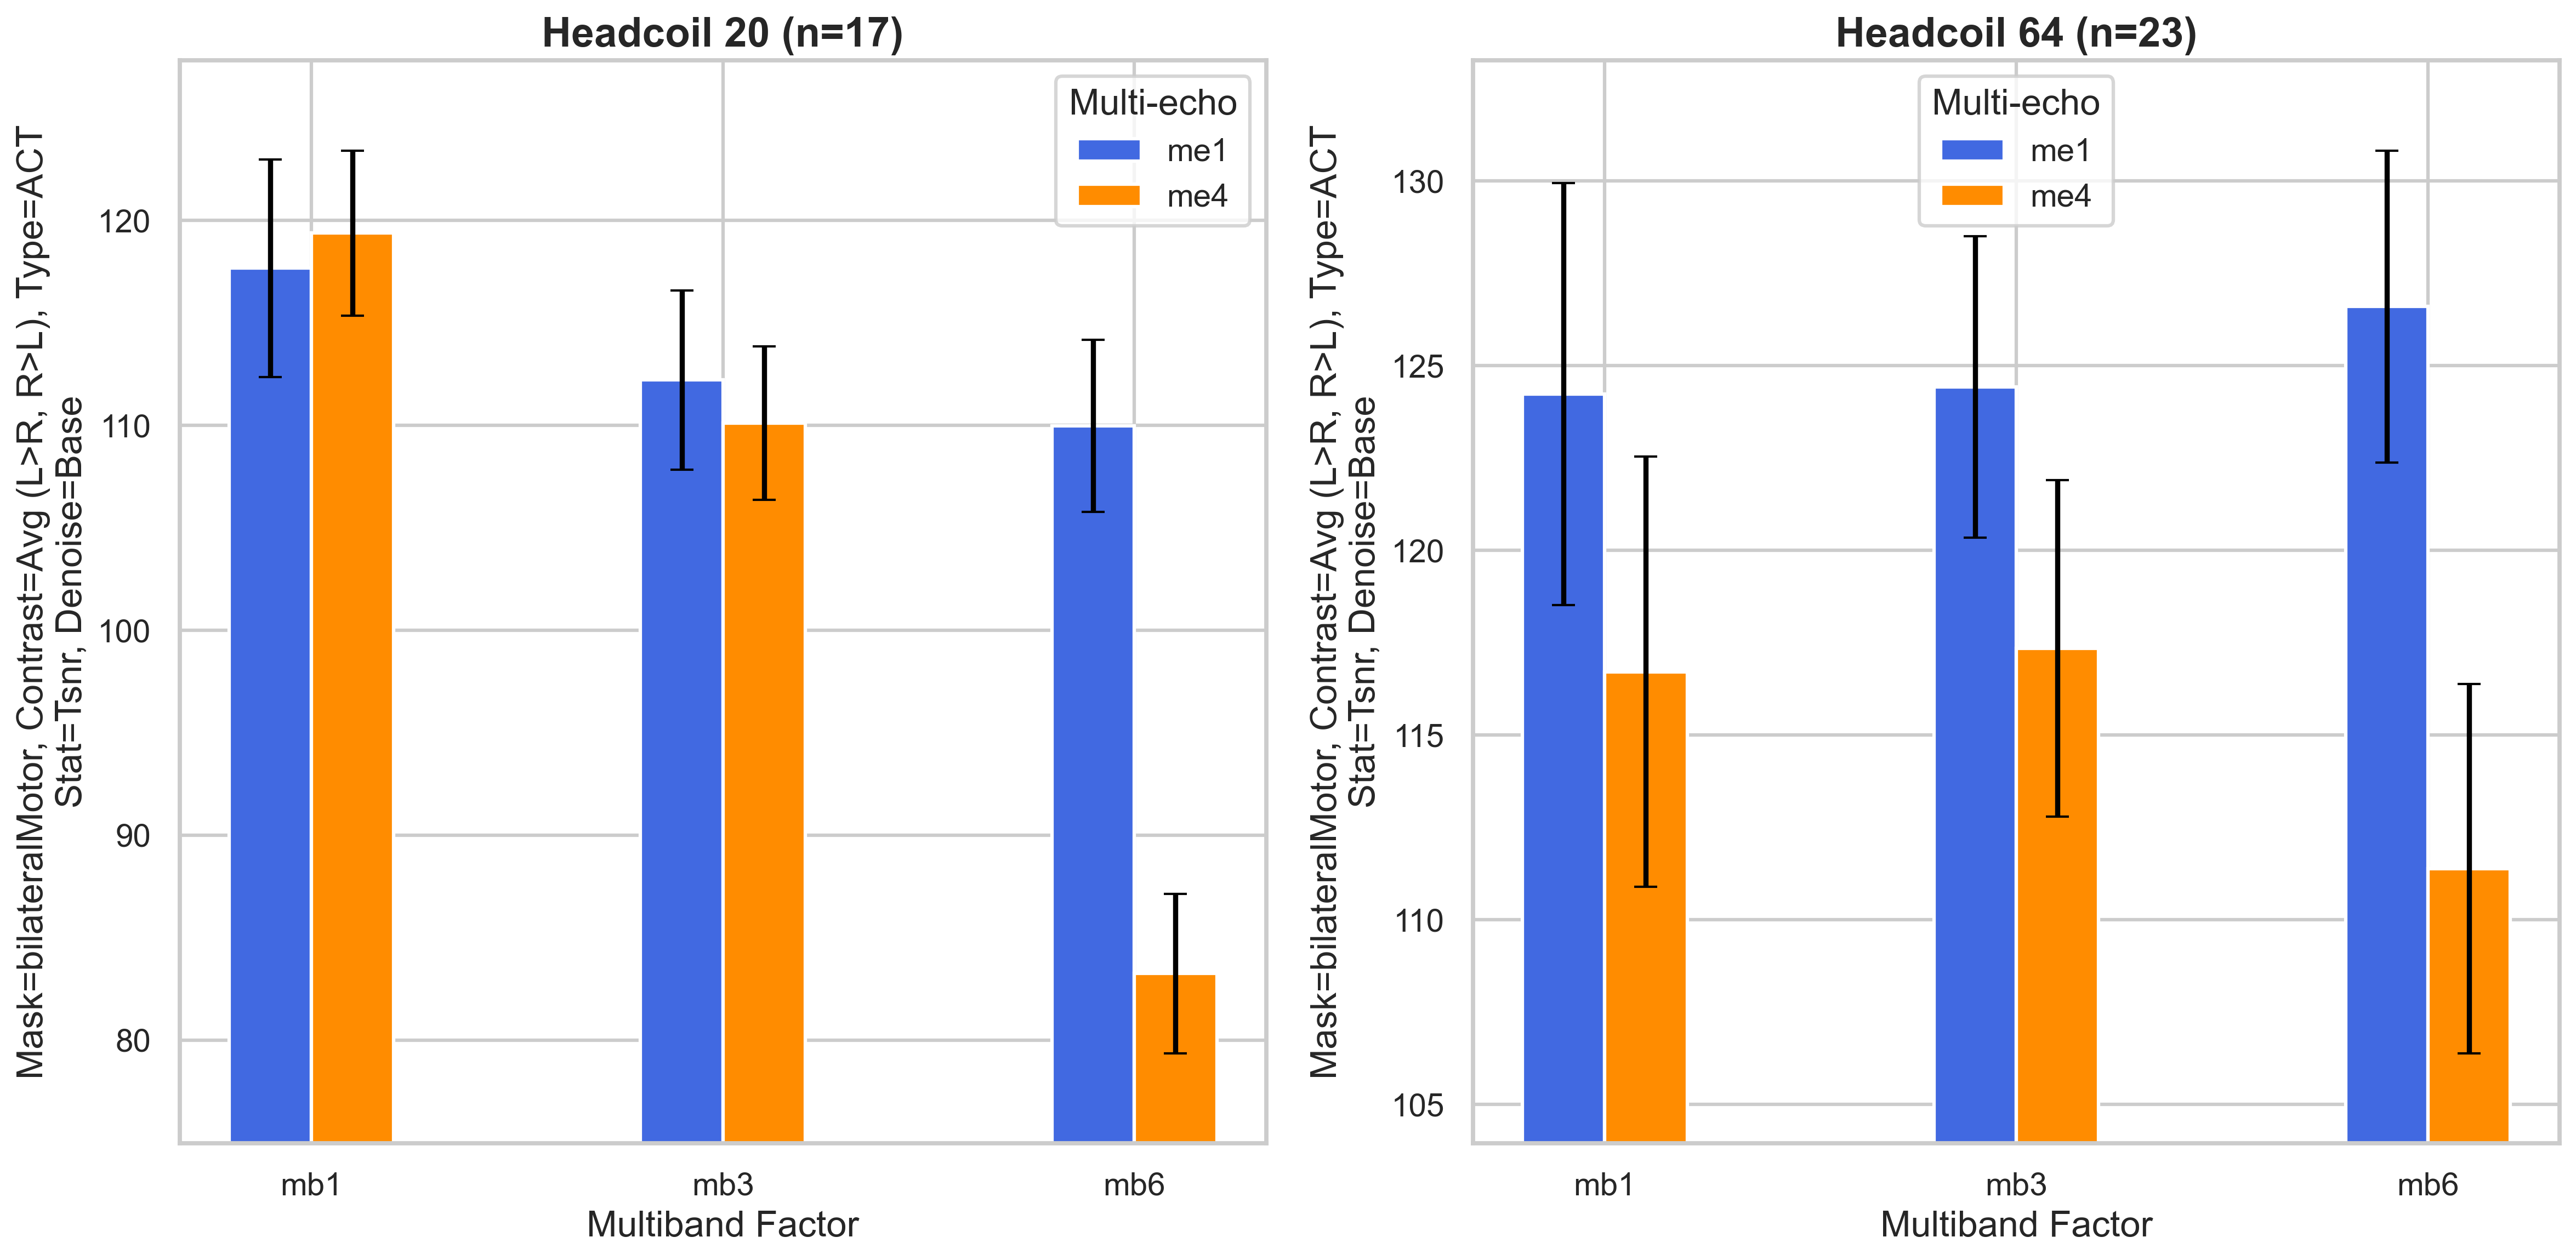 Headcoil 20 (n=17)
Mask=bilateralMotor, Contrast=Avg (L>R, R>L), Type=ACT
Stat=Tsnr, Denoise=Base
120
110
100
90
80
Multi-echo
me1
me4
mb1
mb3
mb6
Multiband Factor
Headcoil 64 (n=23)
Mask=bilateralMotor, Contrast=Avg (L>R, R>L), Type=ACT
Stat=Tsnr, Denoise=Base
130
125
120
115
110
105
Multi-echo
me1
me4
mb1
mb3
mb6
Multiband Factor